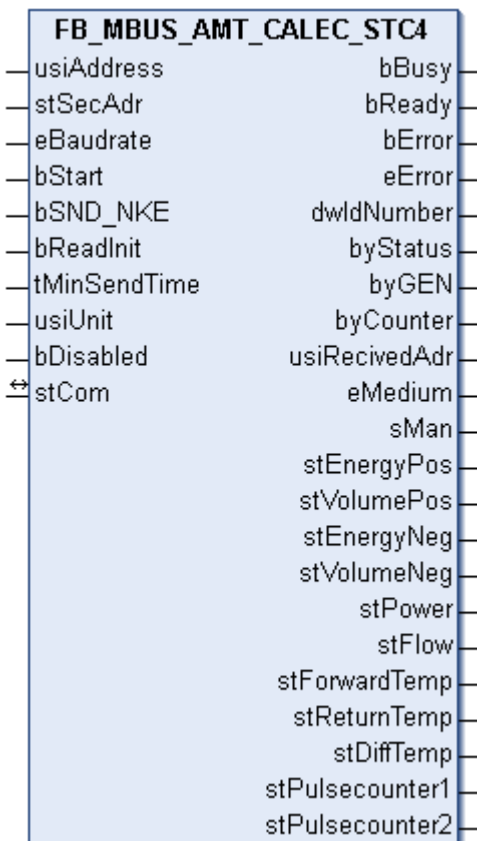 FB_MBUS_AMT_CALEC_STC4
usiAddress bBusy
stSecAdr bReady
eBaudrate bError
bStart eError
bSND_NKE dwIdNumber
bReadInit byStatus
tMinSendTime byGEN
usiUnit byCounter
bDisabled usiRecivedAdr
stCom eMedium
sMan
stEnergyPos
stVolumePos
stEnergyNeg
stVolumeNeg
stPower
stFlow
stForwardTemp
stReturnTemp
stDiffTemp
stPulsecounter1
stPulsecounter2